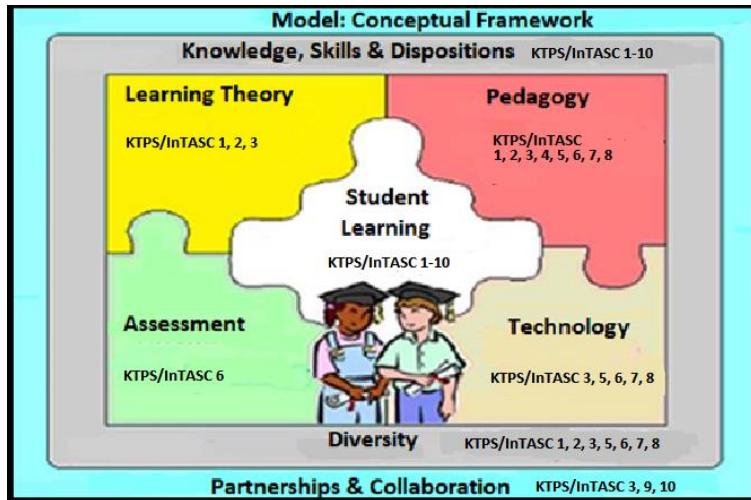 Model: Conceptual Framework
Knowledge, Skills & Dispositions KTPS/InTASC 1-10
Learning Theory
KTPS/InTASC 1, 2, 3
Pedagogy
KTPS/InTASC
1, 2, 3, 4, 5, 6, 7, 8
Student
Learning
KTPS/InTASC 1-10
Assessment
KTPS/InTASC 6
Technology
KTPS/InTASC 3, 5, 6, 7, 8
Diversity KTPS/InTASC 1, 2, 3, 5, 6, 7, 8
Partnerships & Collaboration KTPS/InTASC 3, 9, 10